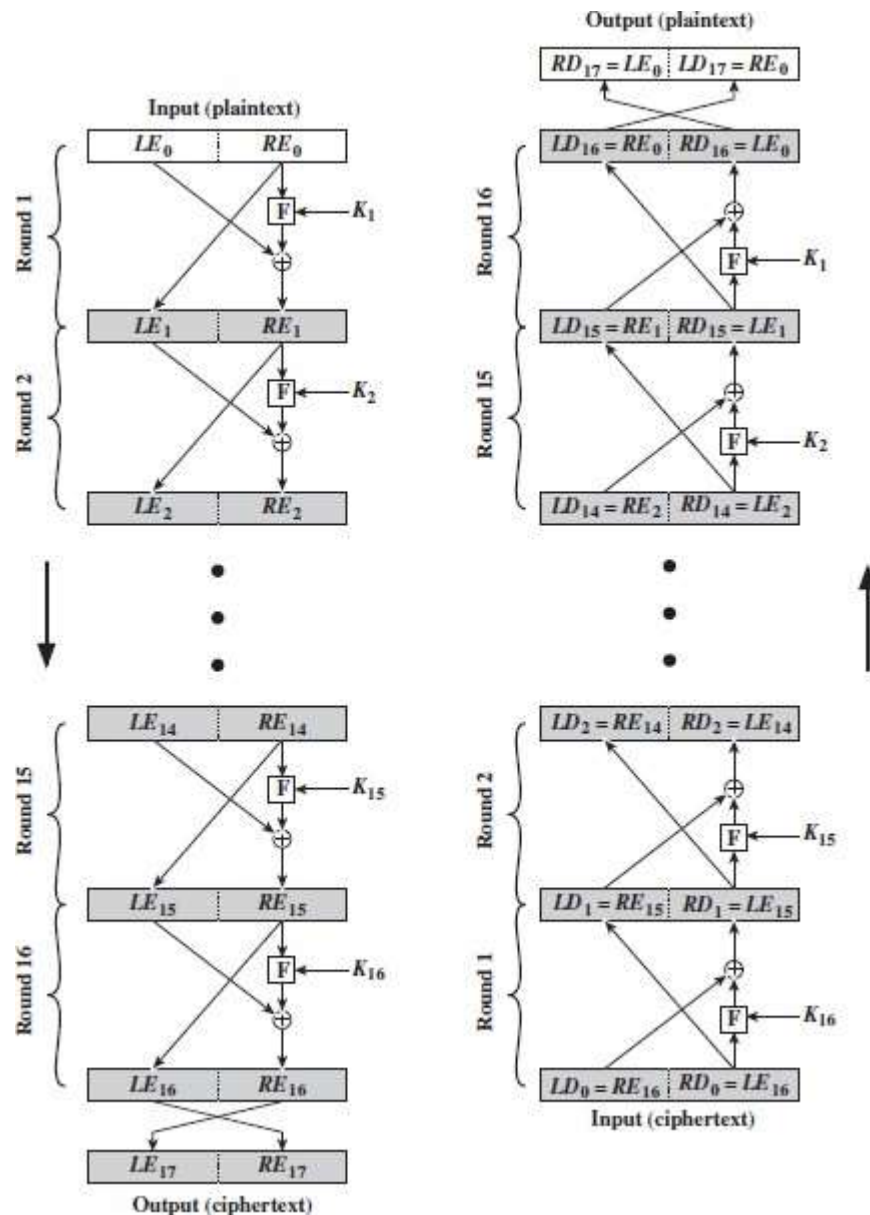 Input (plaintext)
LE₀ RE₀
Round 1
F
K₁
+
LE₁ RE₁
Round 2
F
K₂
+
LE₂ RE₂
LE₁₄ RE₁₄
Round 15
F
K₁₅
+
LE₁₅ RE₁₅
Round 16
F
K₁₆
+
LE₁₆ RE₁₆
LE₁₇ RE₁₇
Output (ciphertext)
Output (plaintext)
RD₁₇ = LE₀ LD₁₇ = RE₀
LD₁₆ = RE₀ RD₁₆ = LE₀
Round 16
+
F
K₁
LD₁₅ = RE₁ RD₁₅ = LE₁
Round 15
+
F
K₂
LD₁₄ = RE₂ RD₁₄ = LE₂
LD₂ = RE₁₄ RD₂ = LE₁₄
Round 2
+
F
K₁₅
LD₁ = RE₁₅ RD₁ = LE₁₅
Round 1
+
F
K₁₆
LD₀ = RE₁₆ RD₀ = LE₁₆
Input (ciphertext)